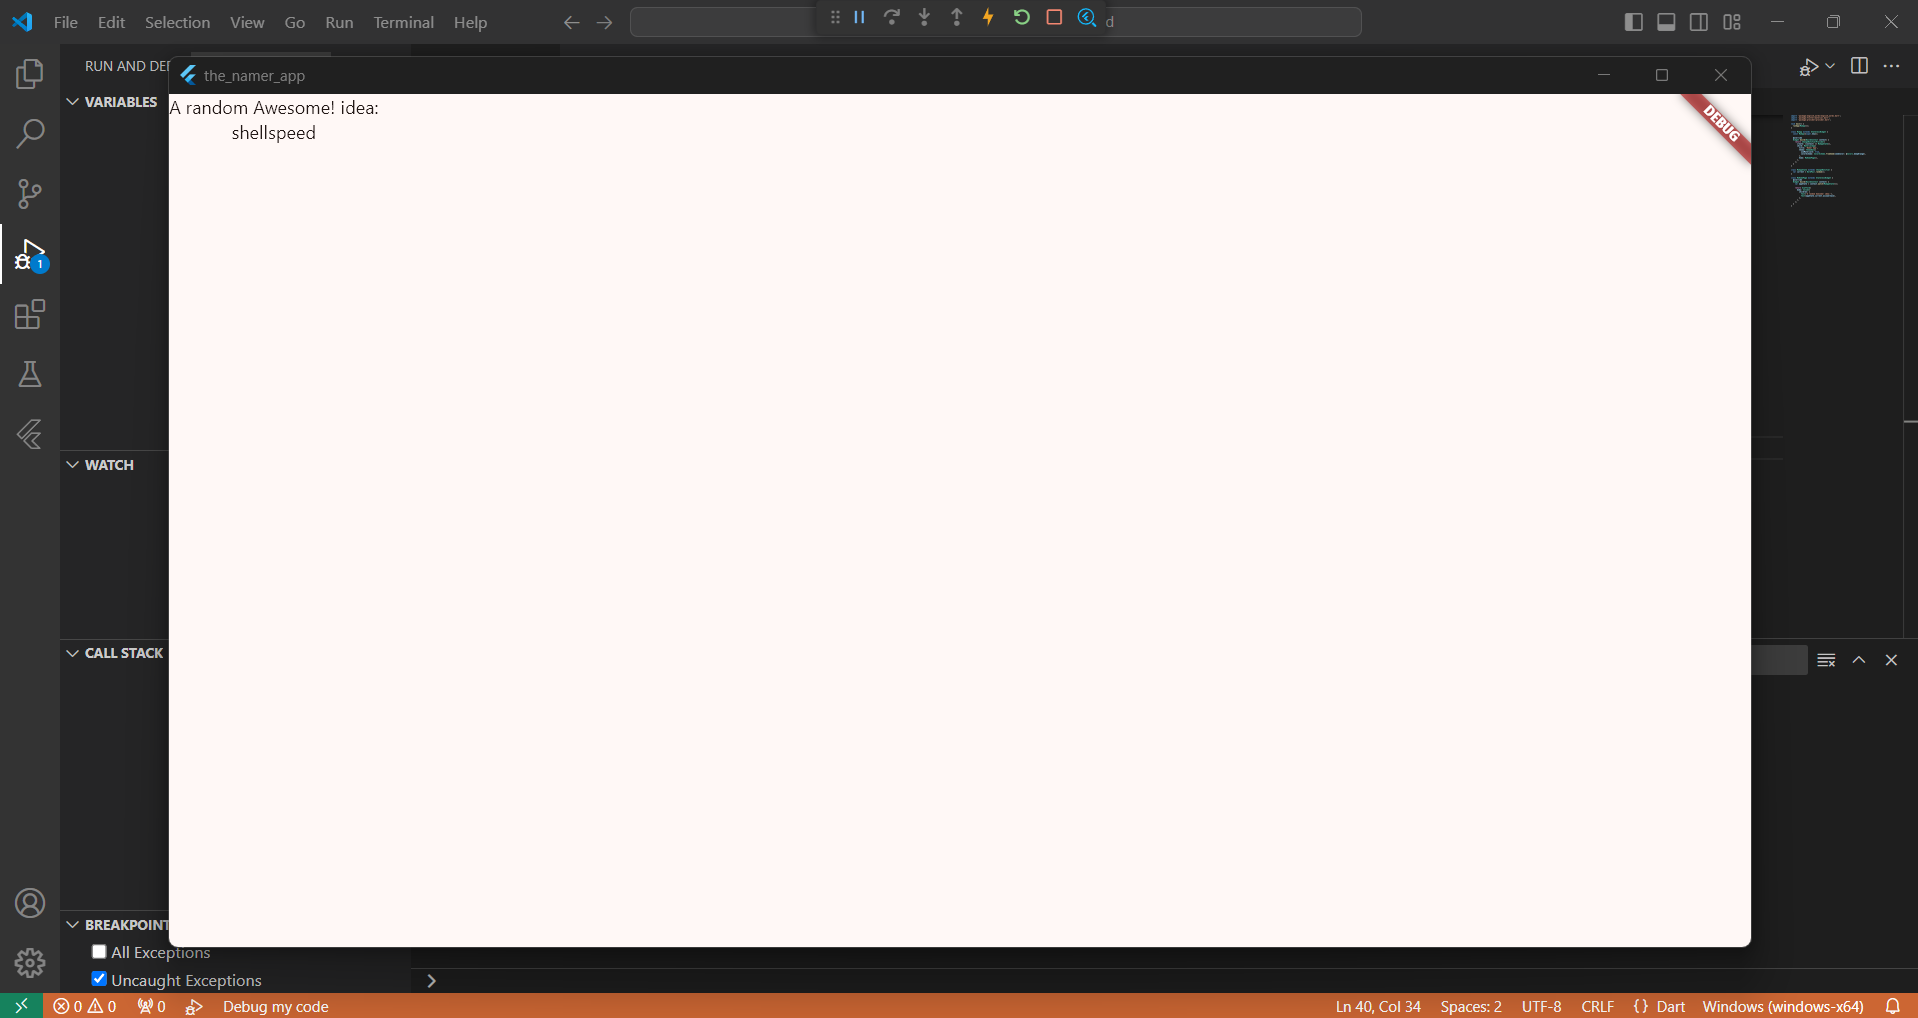 File Edit Selection View Go Run Terminal Help
d
RUN AND DE
VARIABLES
the_namer_app
A random Awesome! idea:
shellspeed
DEBUG
1
WATCH
CALL STACK
BREAKPOINT
All Exceptions
Uncaught Exceptions
0 0 0 Debug my code Ln 40, Col 34 Spaces: 2 UTF-8 CRLF {} Dart Windows (windows-x64)